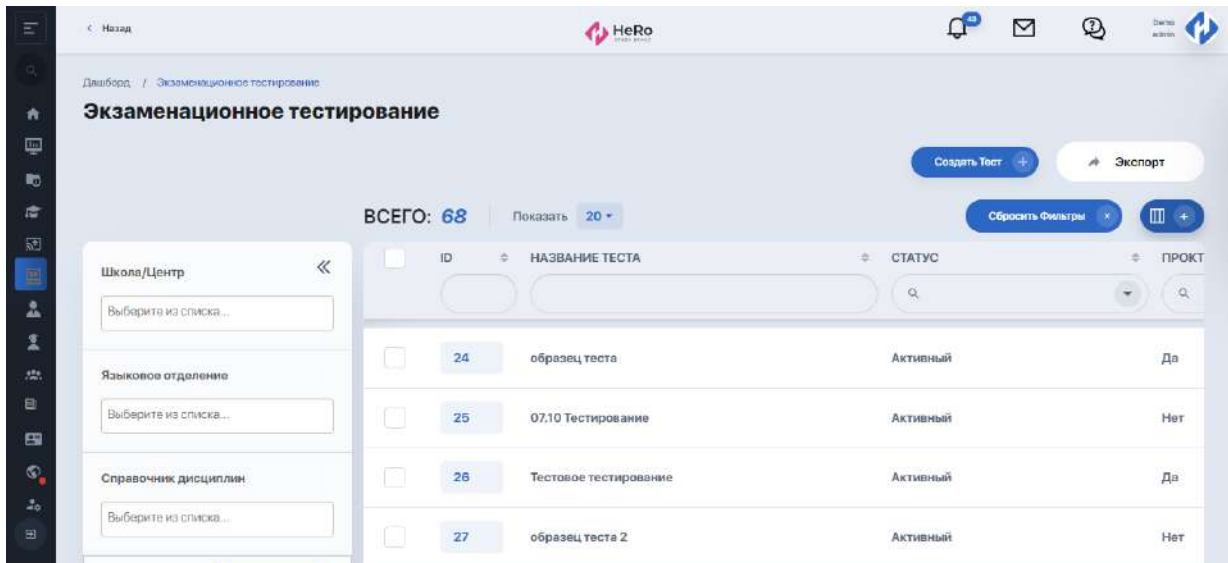 Назад
HeRo
43
Demo
admin
Дашборд / Экзаменационное тестирование
Экзаменационное тестирование
Создать Тест +
Экспорт
ВСЕГО: 68
Показать 20
Сбросить Фильтры ×
+
Школа/Центр
Выберите из списка...
Языковое отделение
Выберите из списка...
Справочник дисциплин
Выберите из списка...
ID НАЗВАНИЕ ТЕСТА СТАТУС ПРОКТ
24 образец теста Активный Да
25 07.10 Тестирование Активный Нет
26 Тестовое тестирование Активный Да
27 образец теста 2 Активный Нет